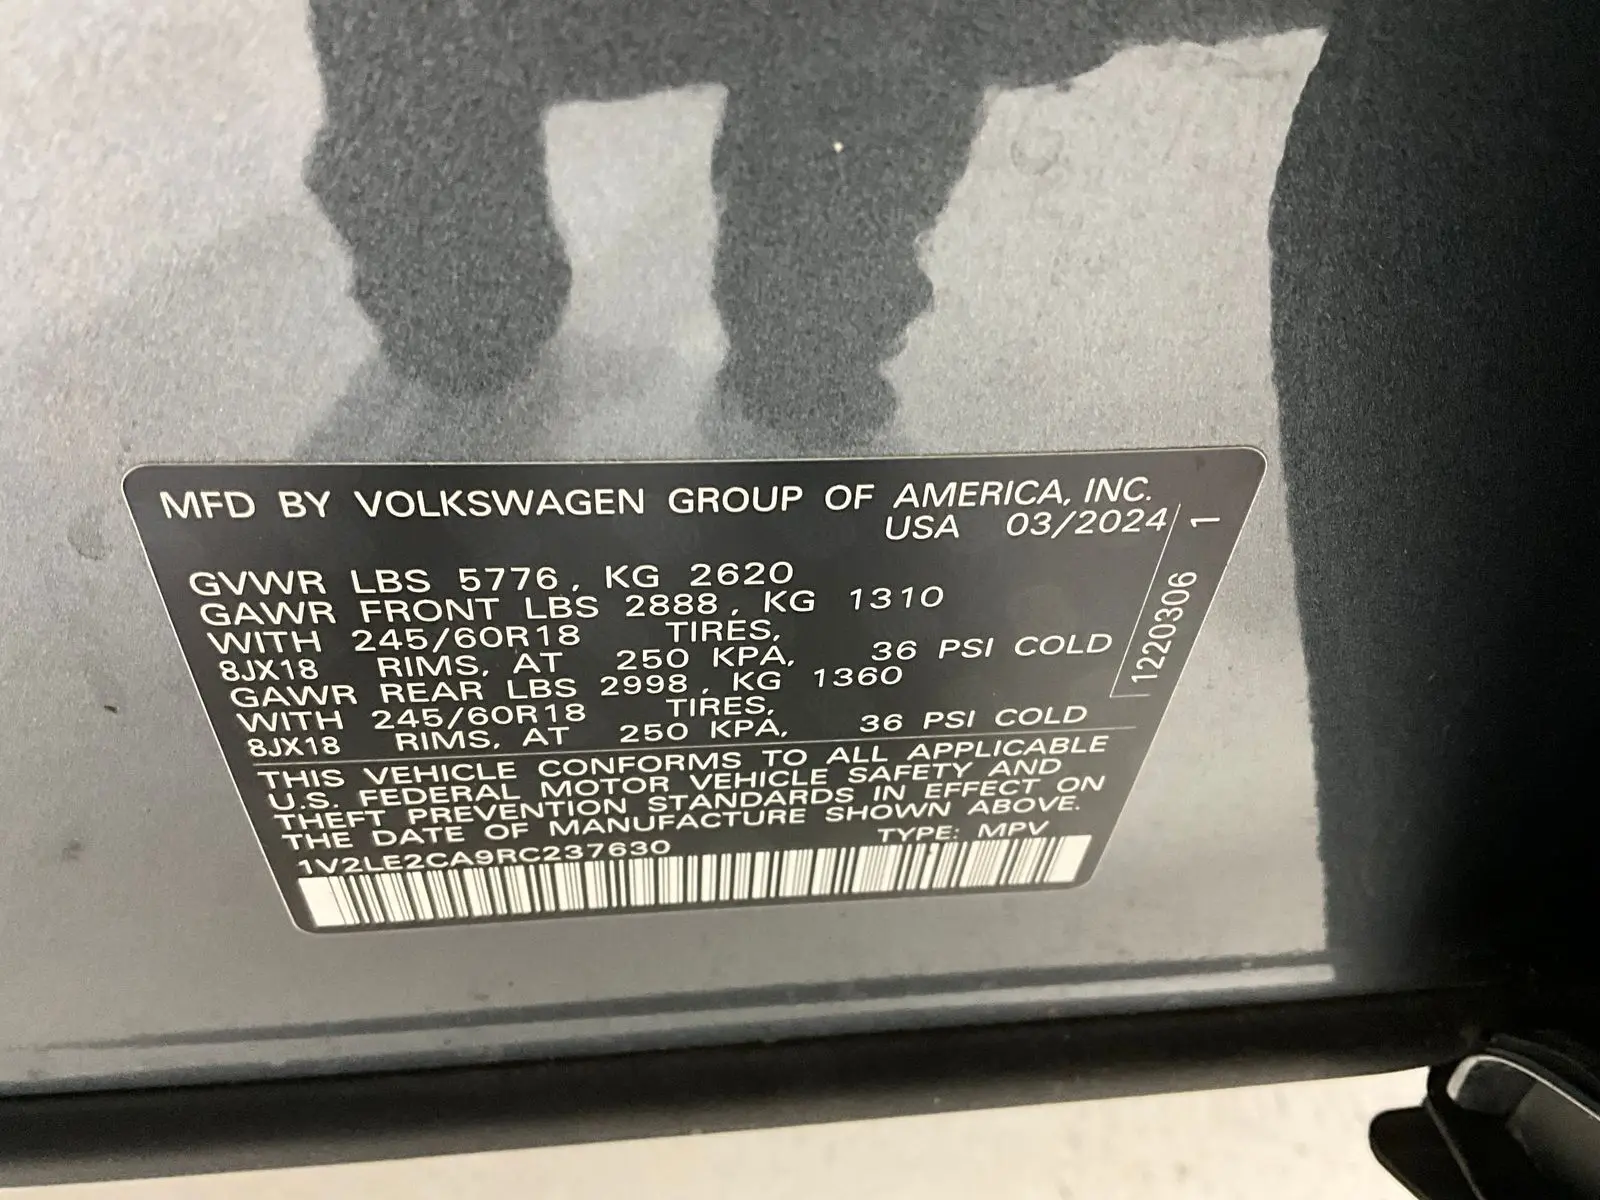 MFD BY VOLKSWAGEN GROUP OF AMERICA, INC.
USA 03/2024
GVWR LBS 5776, KG 2620
GAWR FRONT LBS 2888, KG 1310
WITH 245/60R18 TIRES,
8JX18 RIMS, AT 250 KPA, 36 PSI COLD
GAWR REAR LBS 2998, KG 1360
WITH 245/60R18 TIRES,
8JX18 RIMS, AT 250 KPA, 36 PSI COLD
THIS VEHICLE CONFORMS TO ALL APPLICABLE
U.S. FEDERAL MOTOR VEHICLE SAFETY AND
THEFT PREVENTION STANDARDS IN EFFECT ON
THE DATE OF MANUFACTURE SHOWN ABOVE.
1V2LE2CA9RC237630 TYPE: MPV
1220306 1